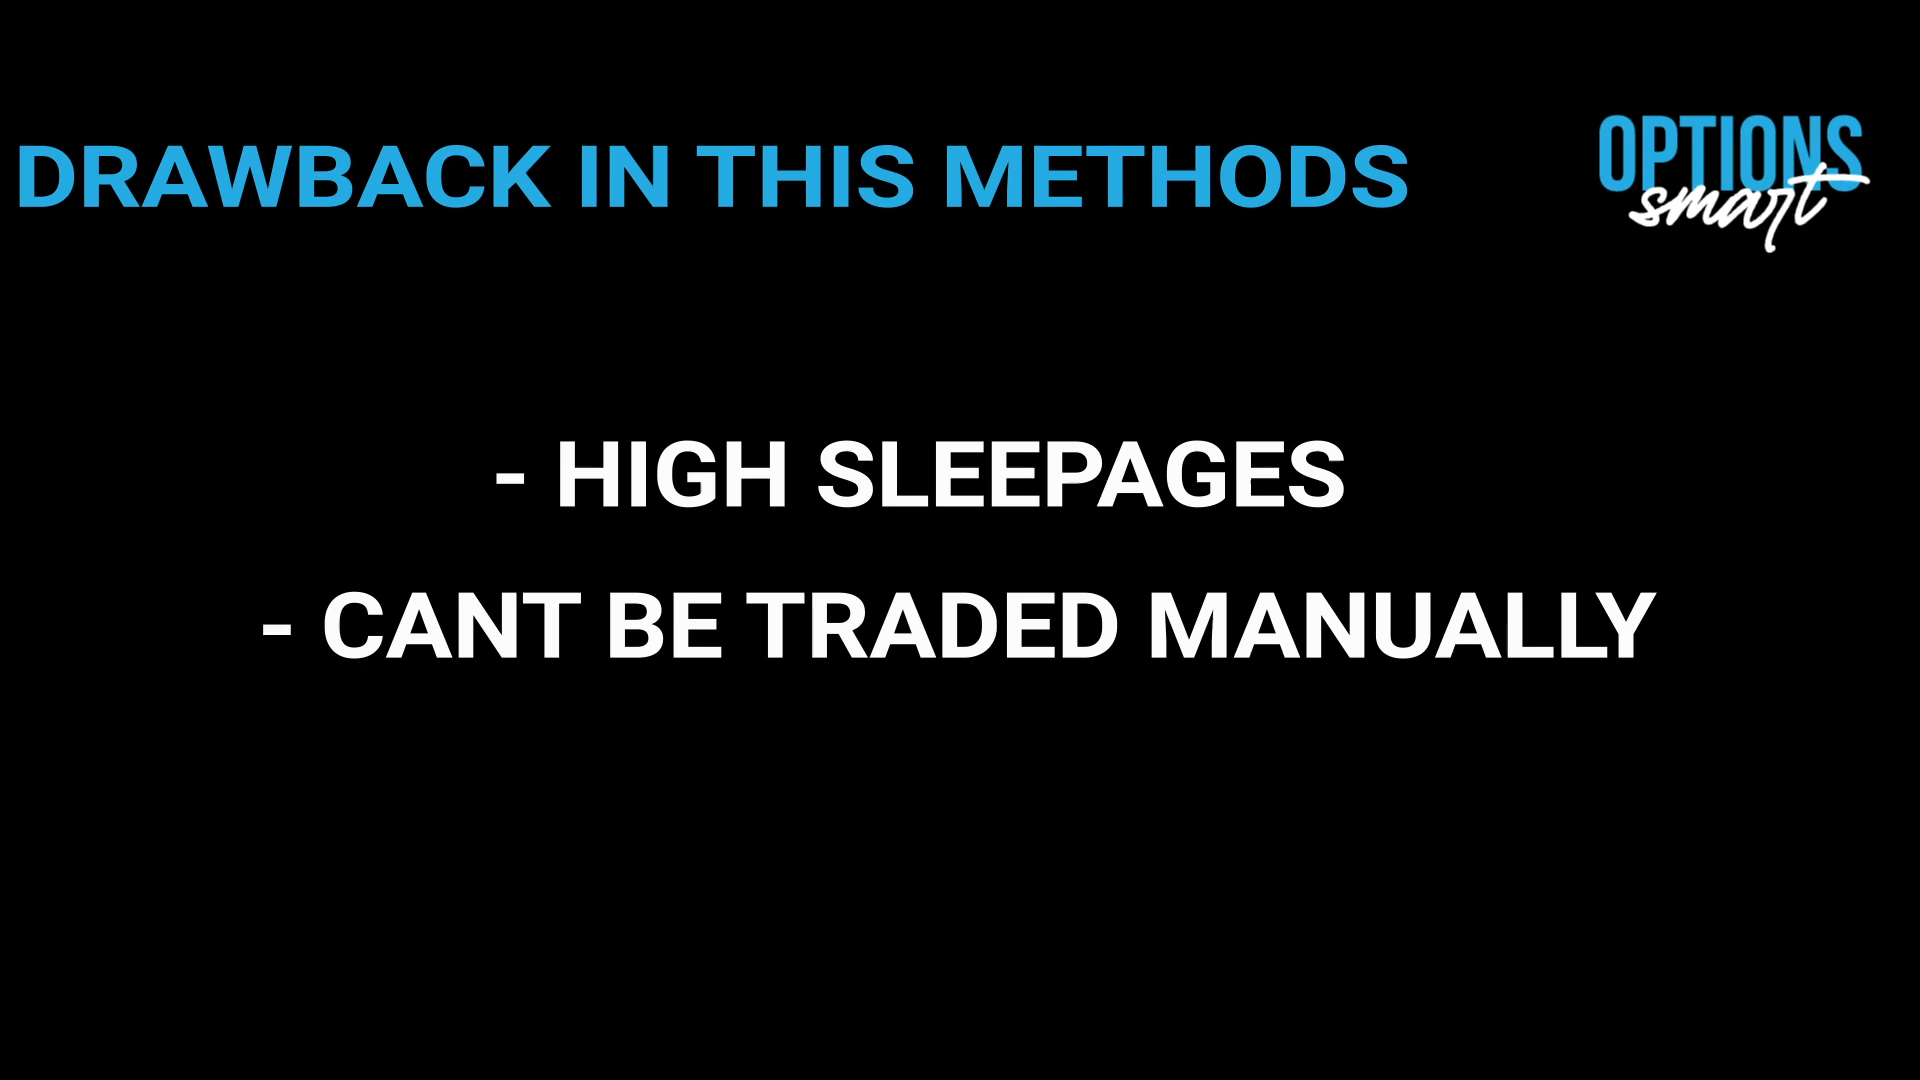 DRAWBACK IN THIS METHODS
OPTIONS
smart
- HIGH SLEEPAGES
- CANT BE TRADED MANUALLY